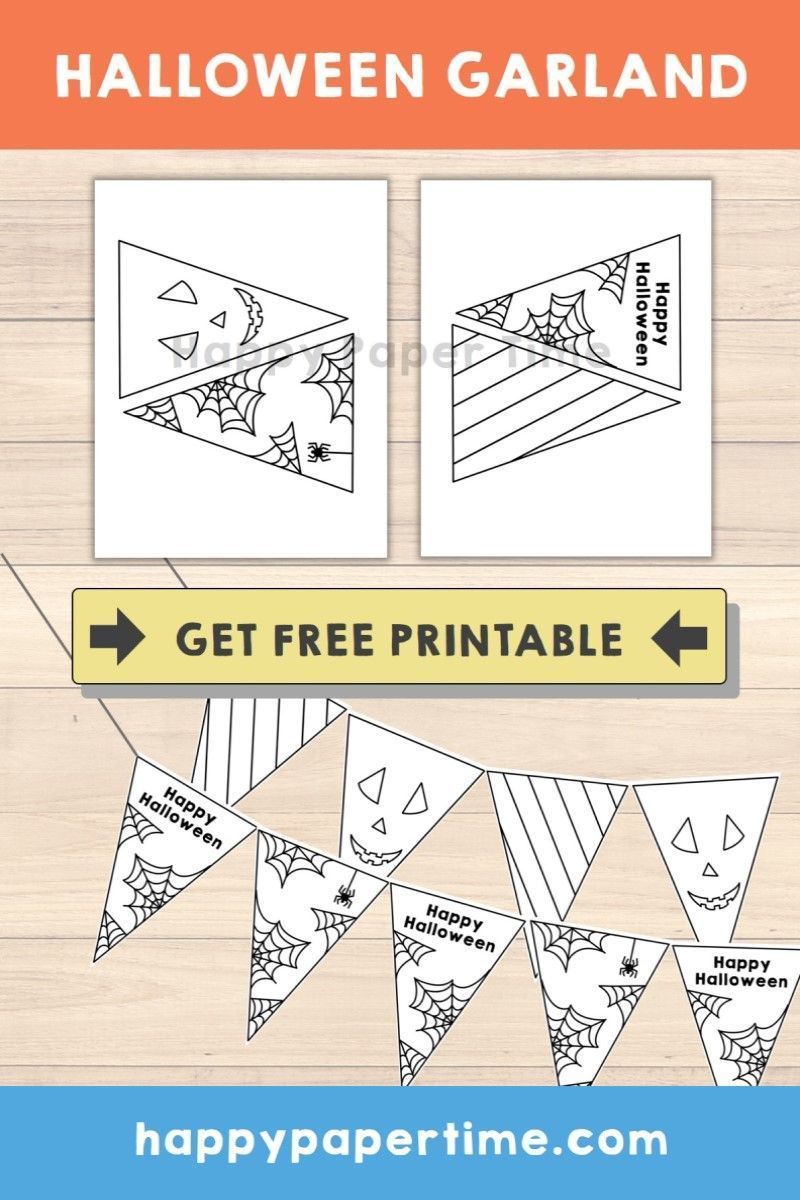 HALLOWEEN GARLAND
Happy
Halloween
Happy Paper Time
GET FREE PRINTABLE
Happy
Halloween
Happy
Halloween
Happy
Halloween
happypapertime.com